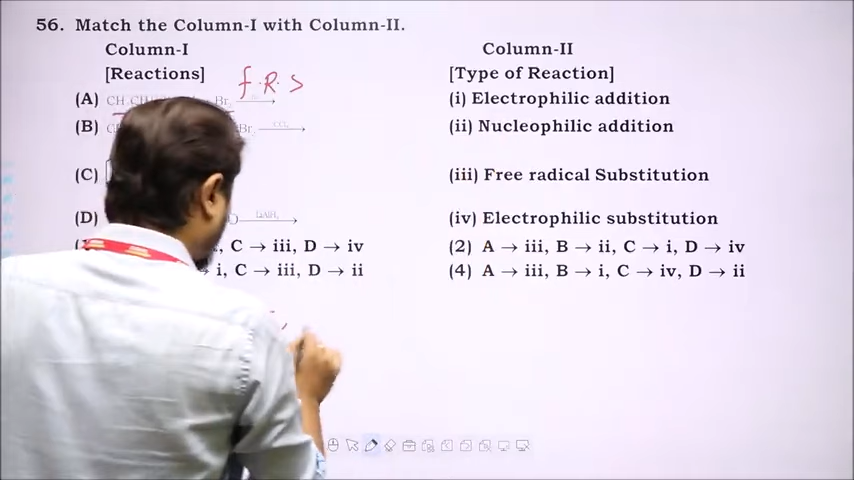 56. Match the Column-I with Column-II.
Column-I Column-II
[Reactions] f.R.S [Type of Reaction]
(A) Br₂ (i) Electrophilic addition
(B) (ii) Nucleophilic addition
(C) (iii) Free radical Substitution
(D) (iv) Electrophilic substitution
C → iii, D → iv (2) A → iii, B → ii, C → i, D → iv
→ i, C → iii, D → ii (4) A → iii, B → i, C → iv, D → ii